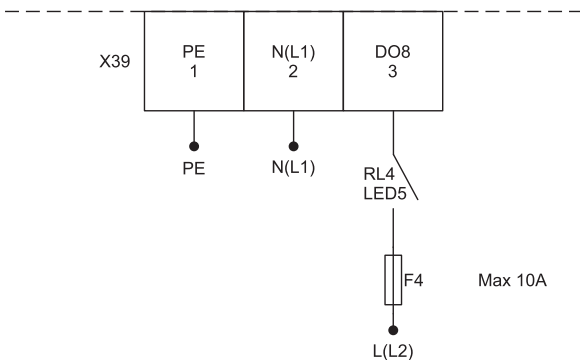 X39
PE
1
N(L1)
2
DO8
3
PE
N(L1)
RL4
LED5
F4
Max 10A
L(L2)